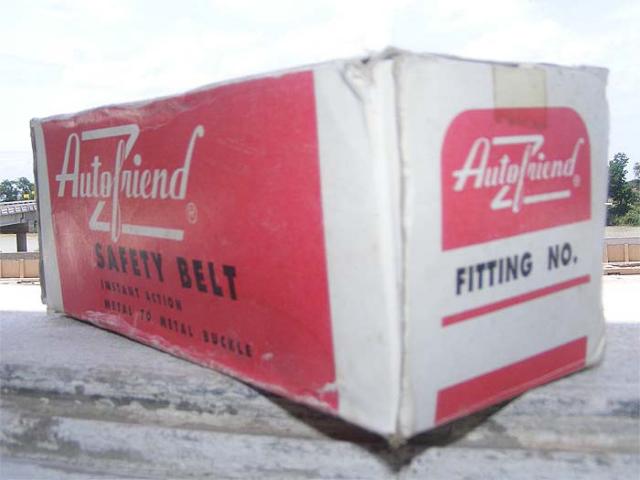 Autofriend®
SAFETY BELT
INSTANT ACTION
METAL TO METAL BUCKLE
Autofriend®
FITTING NO.